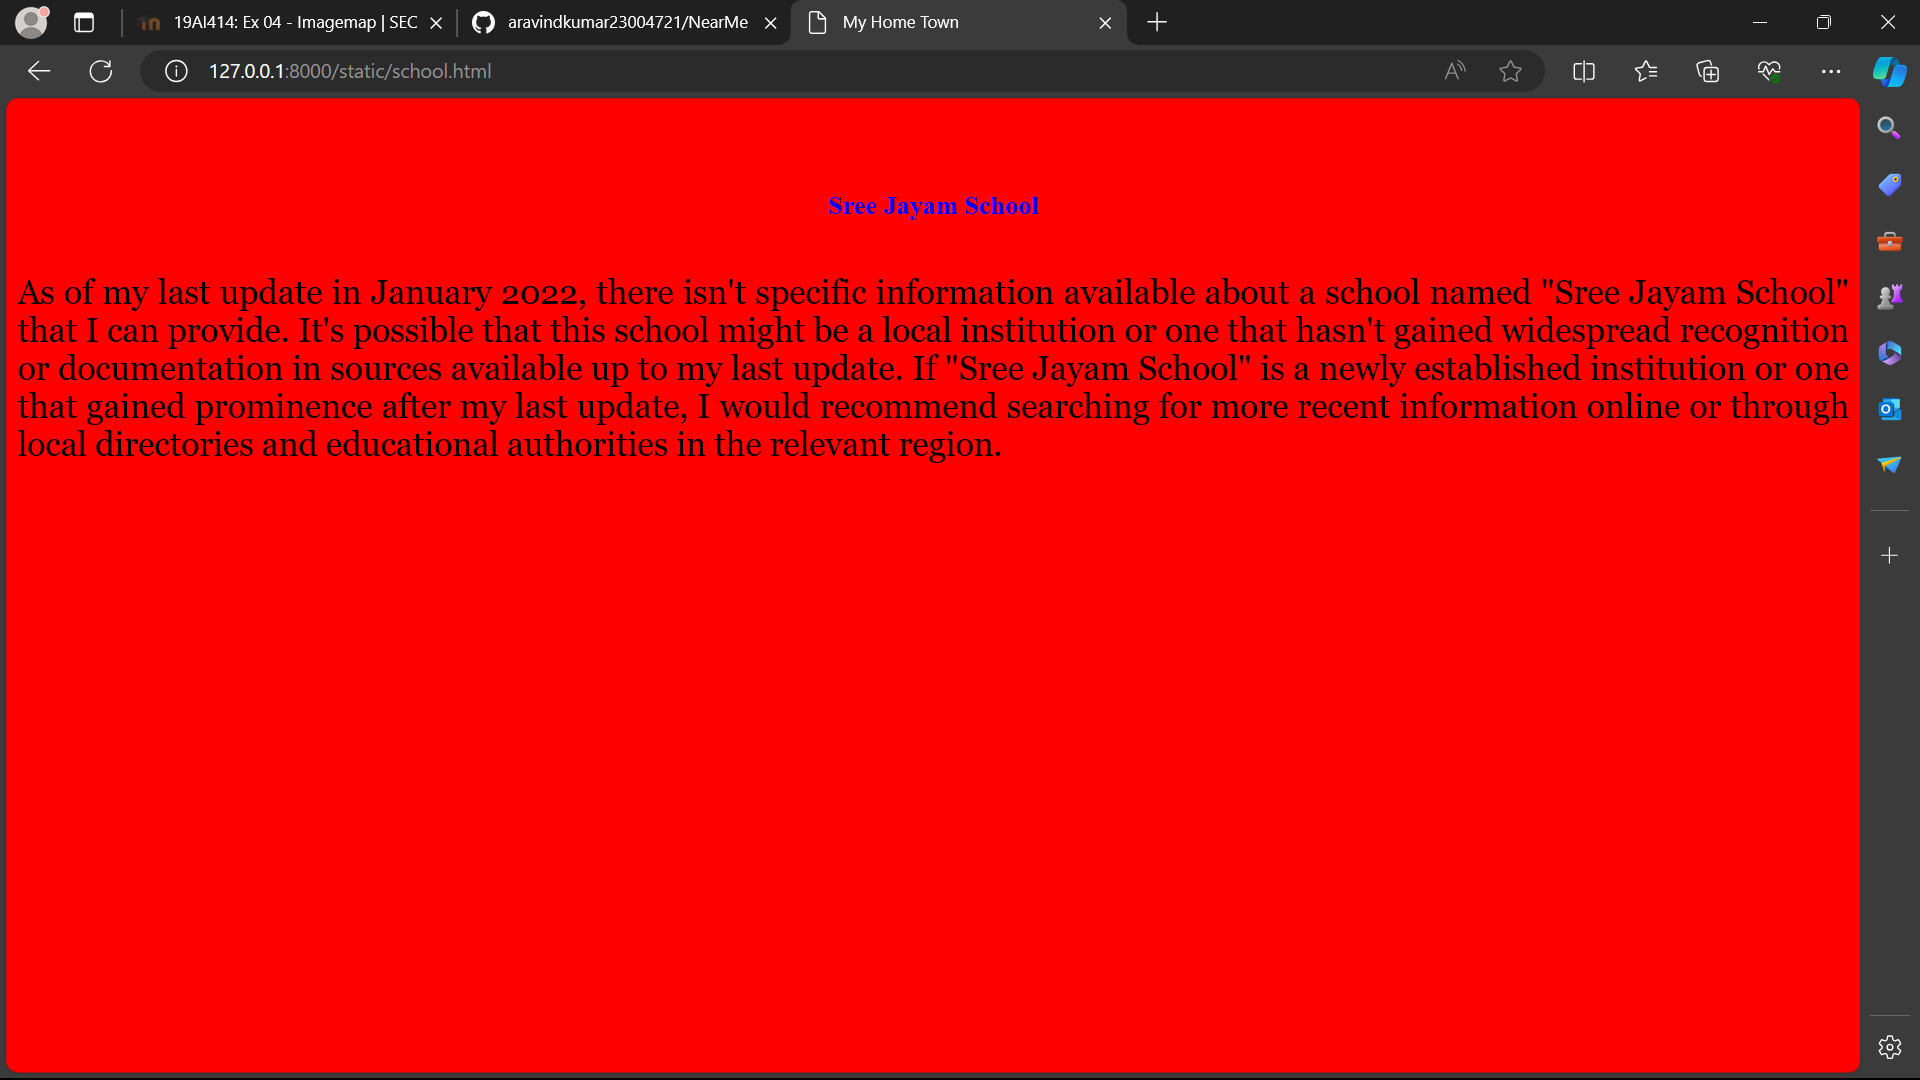 19AI414: Ex 04 - Imagemap | SEC
aravindkumar23004721/NearMe
My Home Town
127.0.0.1:8000/static/school.html
Sree Jayam School
As of my last update in January 2022, there isn't specific information available about a school named "Sree Jayam School"
that I can provide. It's possible that this school might be a local institution or one that hasn't gained widespread recognition
or documentation in sources available up to my last update. If "Sree Jayam School" is a newly established institution or one
that gained prominence after my last update, I would recommend searching for more recent information online or through
local directories and educational authorities in the relevant region.